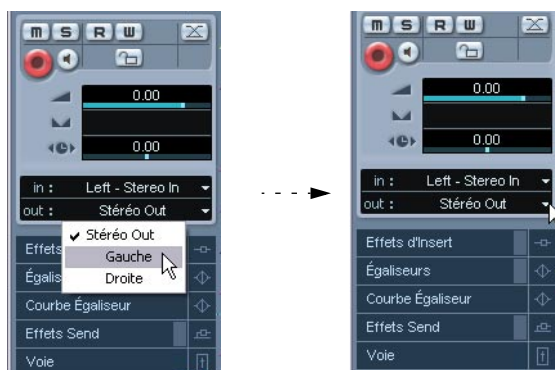 m S R W
0.00
0.00
in : Left - Stereo In
out : Stéréo Out
✓ Stéréo Out
Gauche
Droite
Effets
Égalis
Courbe Égaliseur
Effets Send
Voie
m S R W
0.00
0.00
in : Left - Stereo In
out : Stéréo Out
Effets d'Insert
Égaliseurs
Courbe Égaliseur
Effets Send
Voie